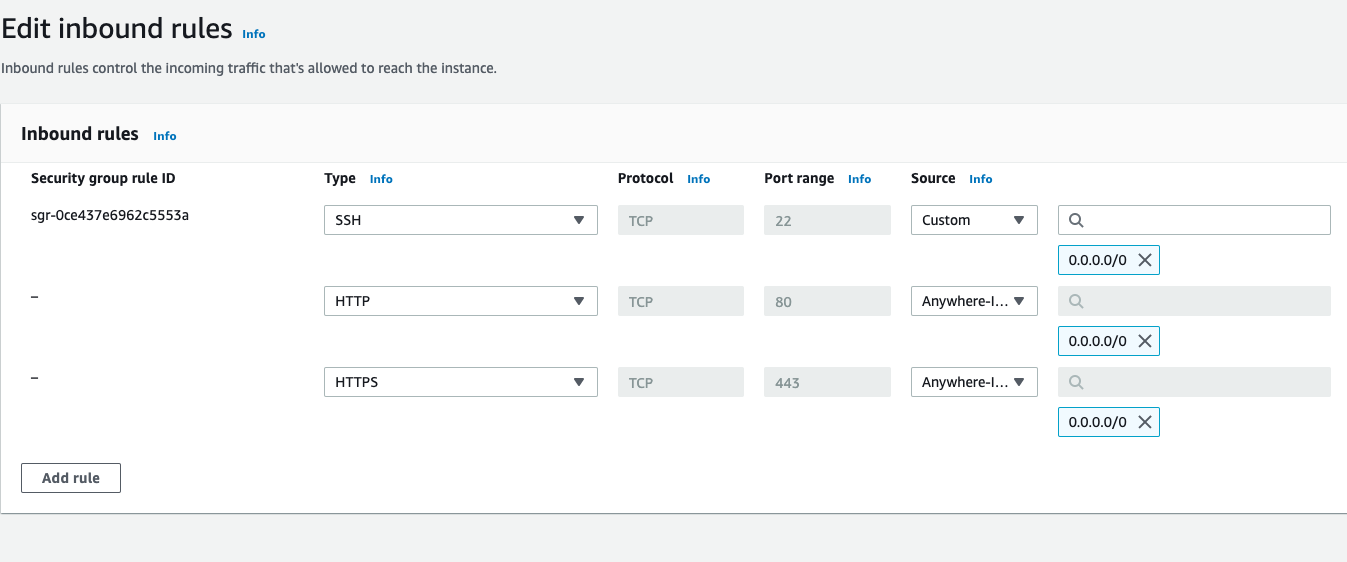 Edit inbound rules Info
Inbound rules control the incoming traffic that's allowed to reach the instance.
Inbound rules Info
Security group rule ID Type Info Protocol Info Port range Info Source Info
sgr-0ce437e6962c5553a SSH TCP 22 Custom
0.0.0.0/0
– HTTP TCP 80 Anywhere-I...
0.0.0.0/0
– HTTPS TCP 443 Anywhere-I...
0.0.0.0/0
Add rule